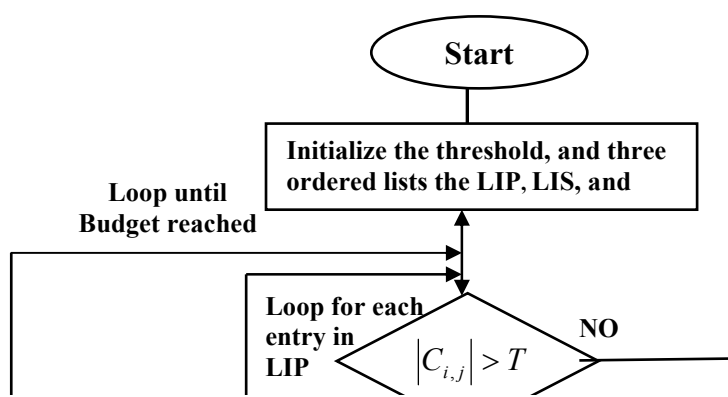 Start
Initialize the threshold, and three
ordered lists the LIP, LIS, and
Loop until
Budget reached
Loop for each
entry in
LIP
|C_{i,j}| > T
NO